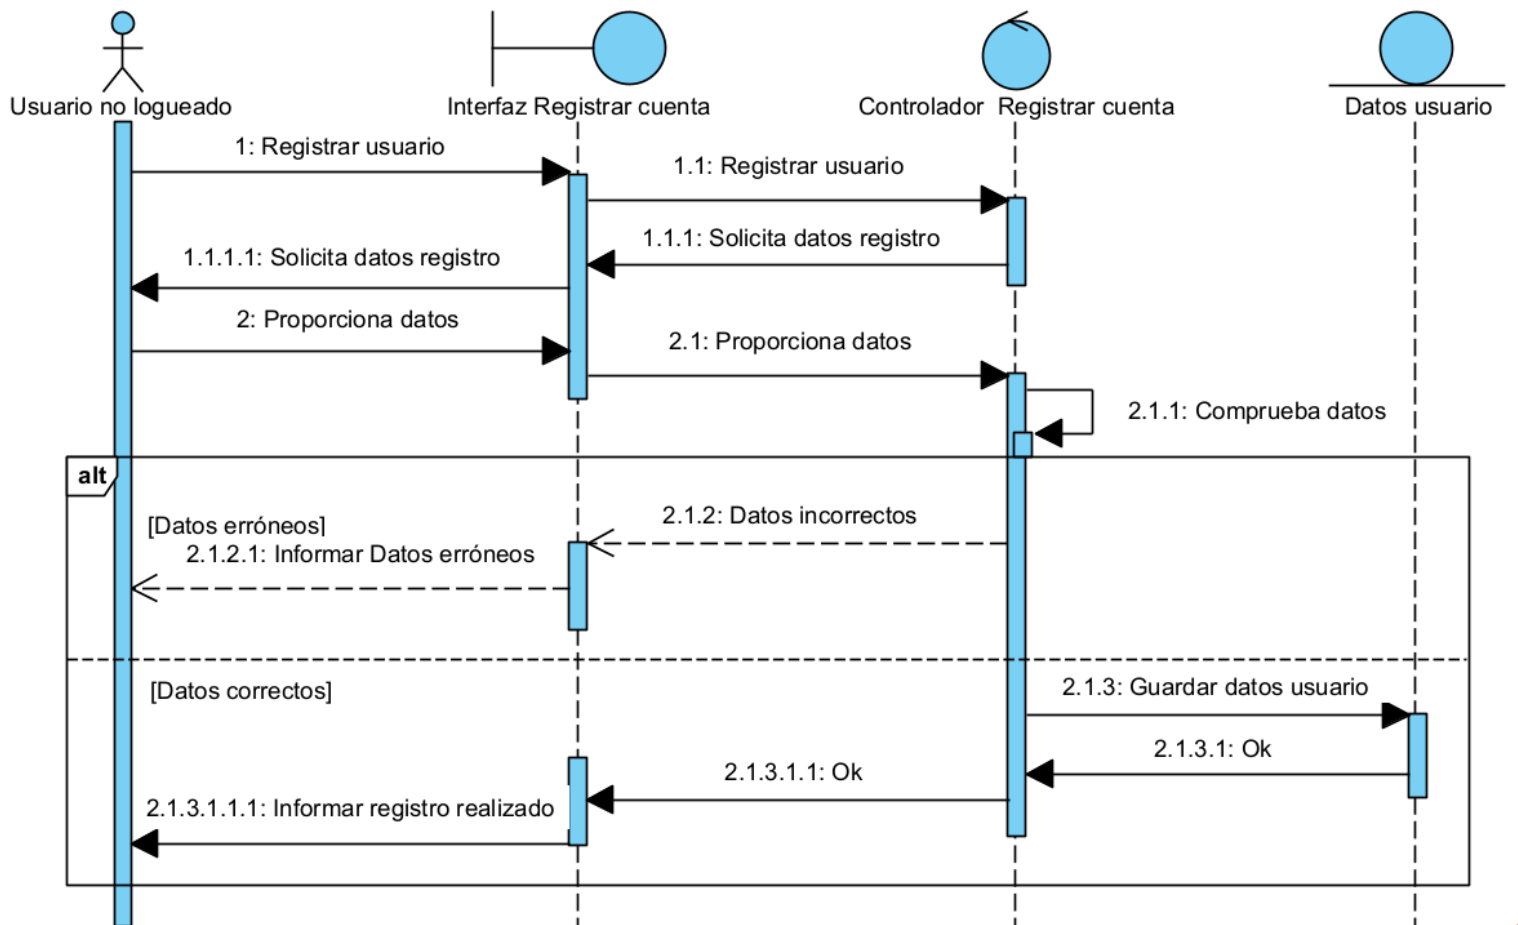 Usuario no logueado
Interfaz Registrar cuenta
Controlador Registrar cuenta
Datos usuario
1: Registrar usuario
1.1: Registrar usuario
1.1.1: Solicita datos registro
1.1.1.1: Solicita datos registro
2: Proporciona datos
2.1: Proporciona datos
2.1.1: Comprueba datos
alt
[Datos erróneos]
2.1.2: Datos incorrectos
2.1.2.1: Informar Datos erróneos
[Datos correctos]
2.1.3: Guardar datos usuario
2.1.3.1: Ok
2.1.3.1.1: Ok
2.1.3.1.1.1: Informar registro realizado